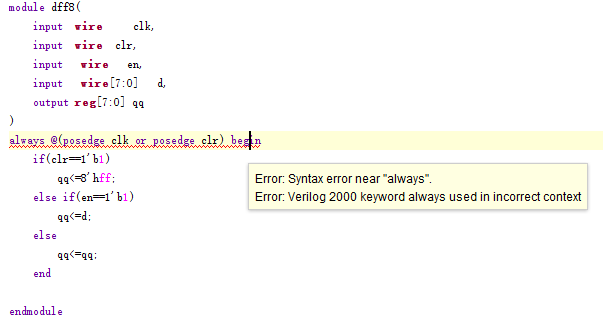 module dff8(
    input  wire     clk,
    input  wire  clr,
    input   wire   en,
    input   wire[7:0]   d,
    output reg[7:0] qq
)
always @(posedge clk or posedge clr) begin
    if(clr==1'b1)
        qq<=8'hff;
    else if(en==1'b1)
        qq<=d;
    else
        qq<=qq;
    end
endmodule
Error: Syntax error near "always".
Error: Verilog 2000 keyword always used in incorrect context